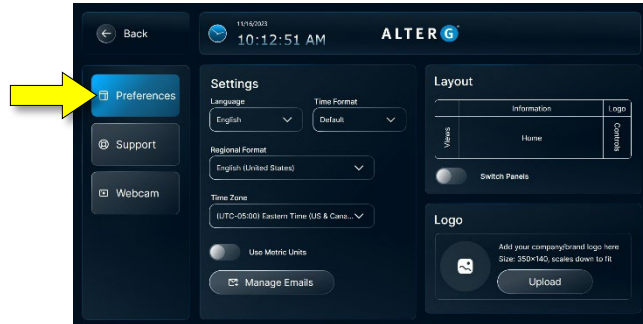 Back
11/15/2023
10:12:51 AM
ALTER G
Preferences
Support
Webcam
Settings
Language
Time Format
English
Default
Regional Format
English (United States)
Time Zone
(UTC-05:00) Eastern Time (US & Cana...
Use Metric Units
Manage Emails
Layout
Information
Logo
Views
Home
Controls
Switch Panels
Logo
Add your company/brand logo here
Size: 350×140, scales down to fit
Upload